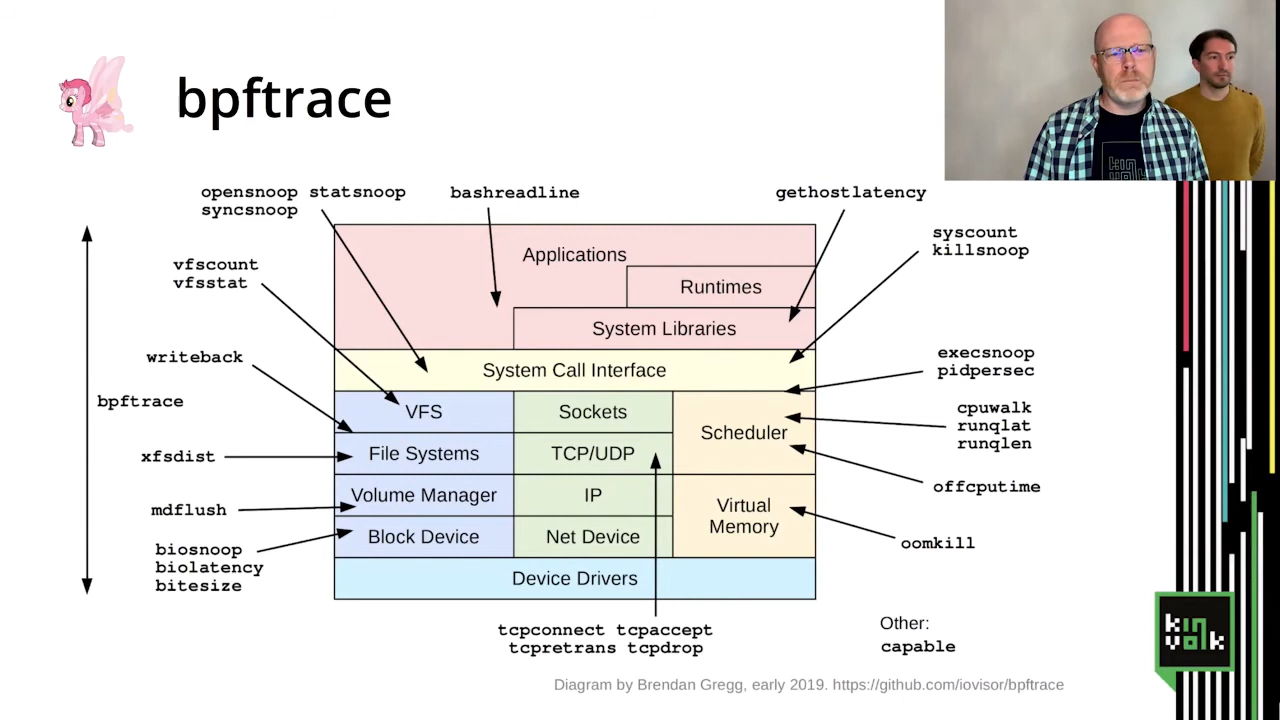 bpftrace
opensnoop statsnoop
syncsnoop
bashreadline
gethostlatency
syscount
killsnoop
vfscount
vfsstat
Applications
Runtimes
System Libraries
writeback
execsnoop
pidpersec
System Call Interface
bpftrace
VFS
Sockets
Scheduler
cpuwalk
runqlat
runqlen
xfsdist
File Systems
TCP/UDP
offcputime
mdflush
Volume Manager
IP
Virtual
Memory
biosnoop
biolatency
bitesize
Block Device
Net Device
oomkill
Device Drivers
tcpconnect tcpaccept
tcpretrans tcpdrop
Other:
capable
Diagram by Brendan Gregg, early 2019. https://github.com/iovisor/bpftrace
kin
volk
kin
volk